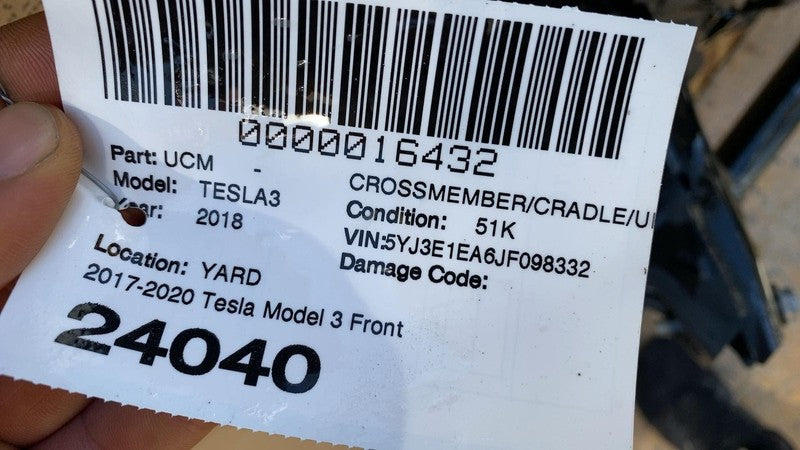 0000016432
Part: UCM - CROSSMEMBER/CRADLE/U
Model: TESLA3 Condition: 51K
Year: 2018 VIN:5YJ3E1EA6JF098332
Location: YARD Damage Code:
2017-2020 Tesla Model 3 Front
24040